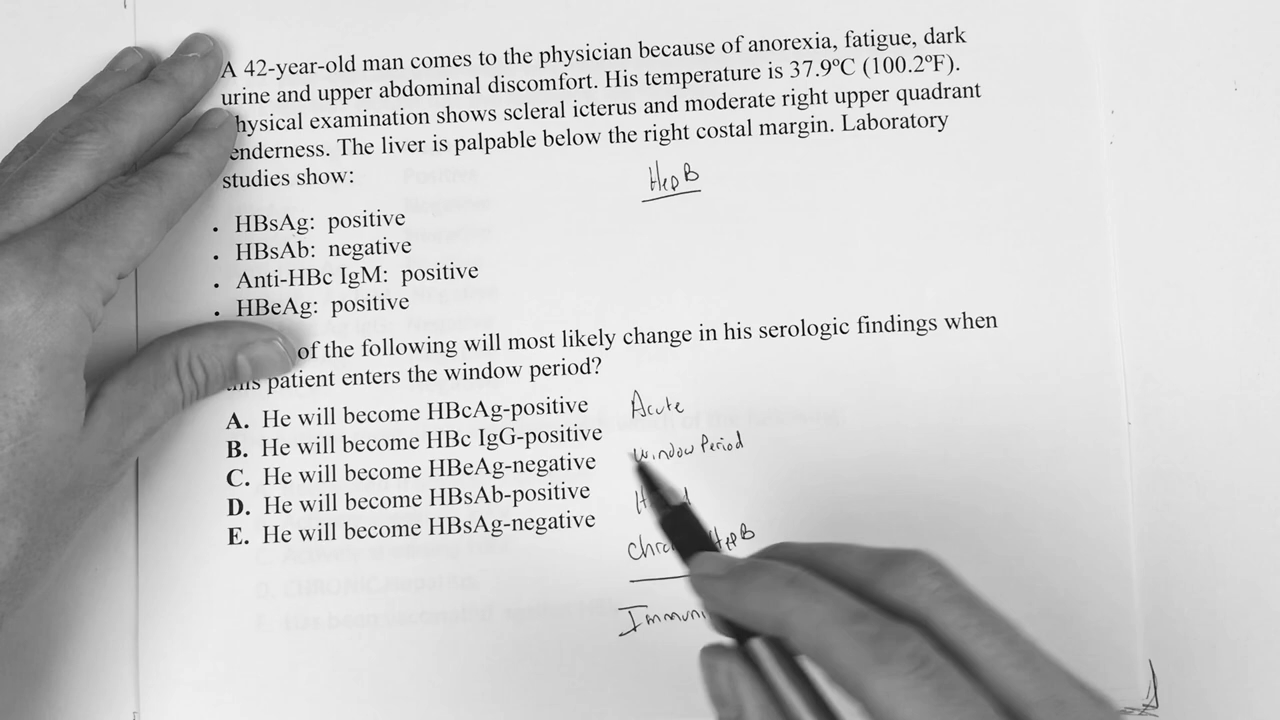 A 42-year-old man comes to the physician because of anorexia, fatigue, dark
urine and upper abdominal discomfort. His temperature is 37.9ºC (100.2ºF).
hysical examination shows scleral icterus and moderate right upper quadrant
enderness. The liver is palpable below the right costal margin. Laboratory
studies show:
Hep B
• HBsAg: positive
• HBsAb: negative
• Anti-HBc IgM: positive
• HBeAg: positive
of the following will most likely change in his serologic findings when
this patient enters the window period?
A. He will become HBcAg-positive
Acute
B. He will become HBc IgG-positive
Window Period
C. He will become HBeAg-negative
D. He will become HBsAb-positive
E. He will become HBsAg-negative
Chro HepB
Immuni